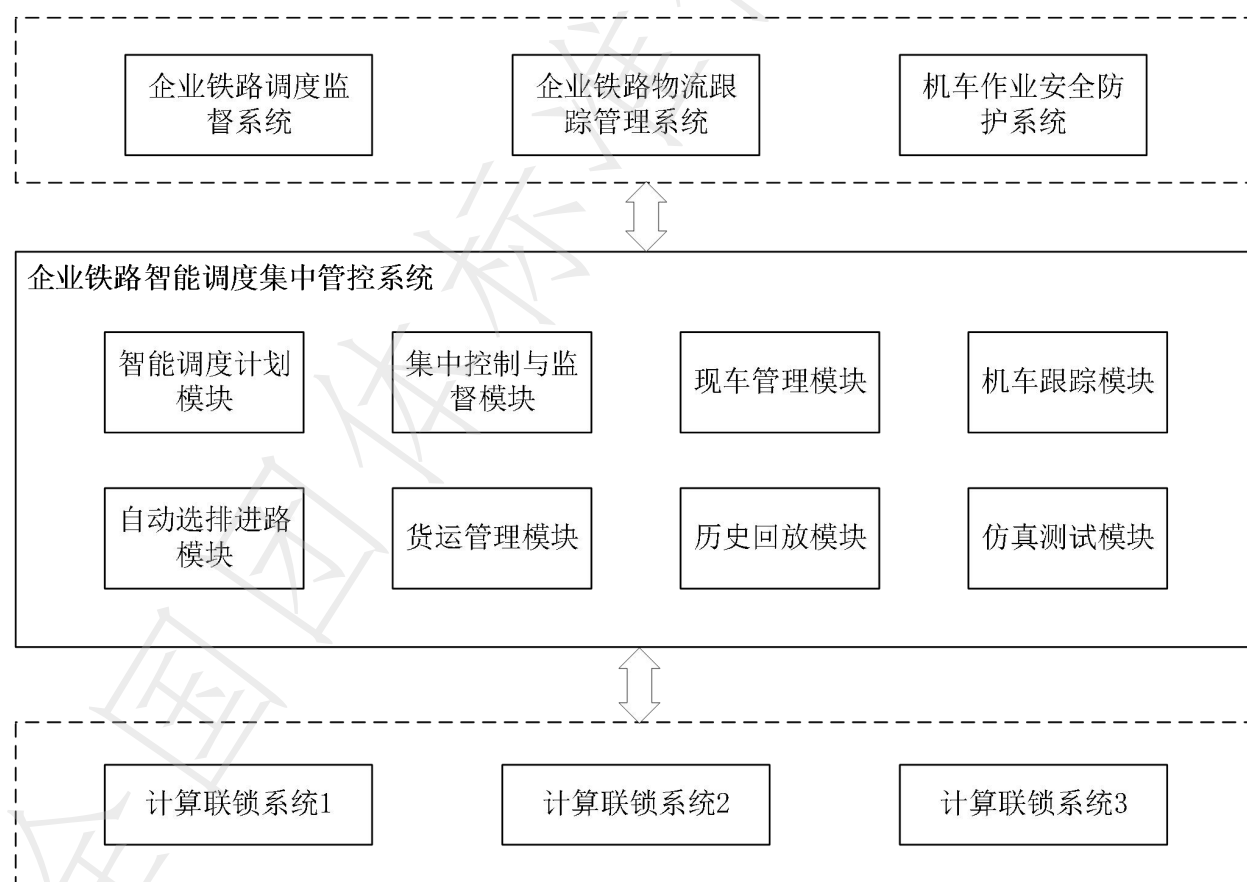 企业铁路调度监
督系统
企业铁路物流跟
踪管理系统
机车作业安全防
护系统
企业铁路智能调度集中管控系统
智能调度计划
模块
集中控制与监
督模块
现车管理模块
机车跟踪模块
自动选排进路
模块
货运管理模块
历史回放模块
仿真测试模块
计算联锁系统1
计算联锁系统2
计算联锁系统3
全国团体标准